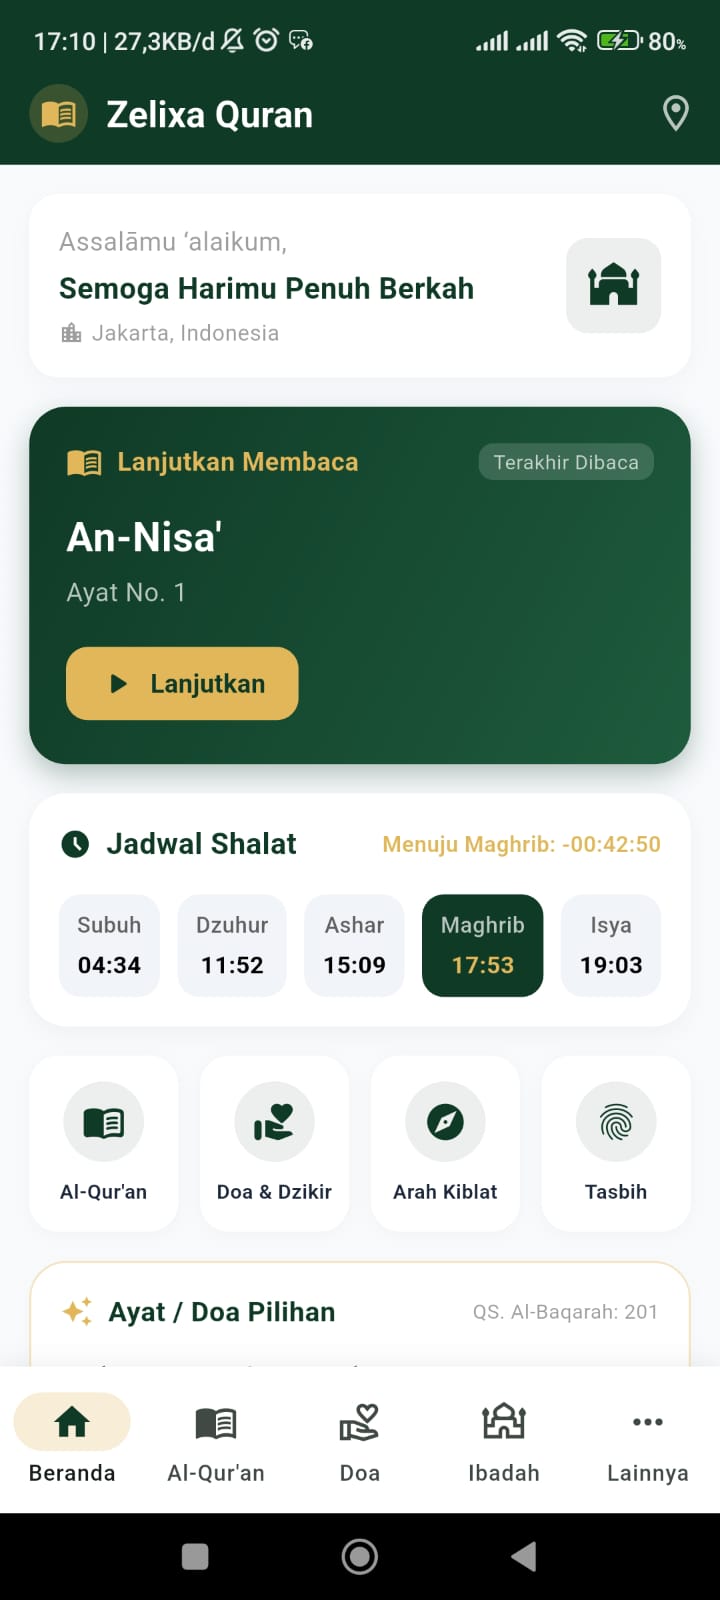 17:10 | 27,3KB/d
80%
Zelixa Quran
Assalāmu ‘alaikum,
Semoga Harimu Penuh Berkah
Jakarta, Indonesia
Lanjutkan Membaca
Terakhir Dibaca
An-Nisa'
Ayat No. 1
Lanjutkan
Jadwal Shalat
Menuju Maghrib: -00:42:50
Subuh
04:34
Dzuhur
11:52
Ashar
15:09
Maghrib
17:53
Isya
19:03
Al-Qur'an
Doa & Dzikir
Arah Kiblat
Tasbih
Ayat / Doa Pilihan
QS. Al-Baqarah: 201
Beranda
Al-Qur'an
Doa
Ibadah
Lainnya